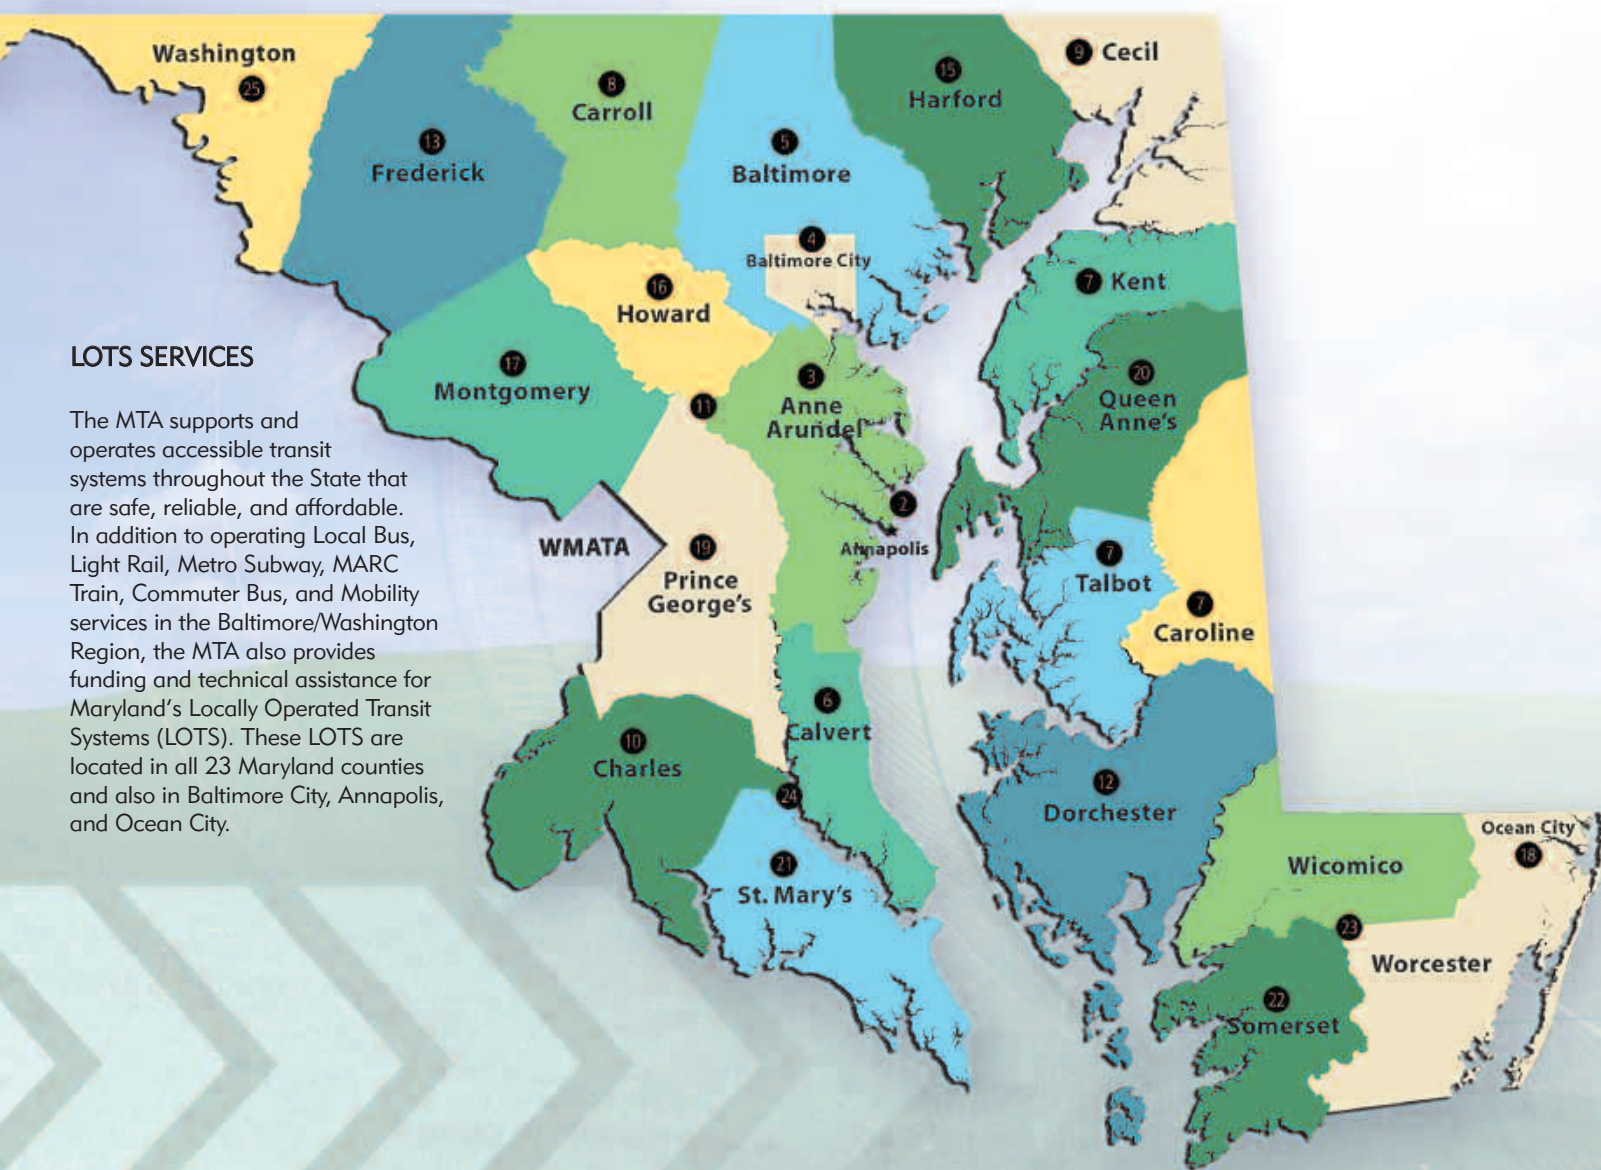 Washington
25
13
Frederick
8
Carroll
5
Baltimore
4
Baltimore City
15
Harford
9 Cecil
16
Howard
7 Kent
17
Montgomery
11
3
Anne
Arundel
20
Queen
Anne's
2
Annapolis
WMATA
19
Prince
George's
7
Talbot
7
Caroline
6
Calvert
10
Charles
24
21
St. Mary's
12
Dorchester
Wicomico
Ocean City
18
23
Worcester
22
Somerset
LOTS SERVICES
The MTA supports and
operates accessible transit
systems throughout the State that
are safe, reliable, and affordable.
In addition to operating Local Bus,
Light Rail, Metro Subway, MARC
Train, Commuter Bus, and Mobility
services in the Baltimore/Washington
Region, the MTA also provides
funding and technical assistance for
Maryland's Locally Operated Transit
Systems (LOTS). These LOTS are
located in all 23 Maryland counties
and also in Baltimore City, Annapolis,
and Ocean City.